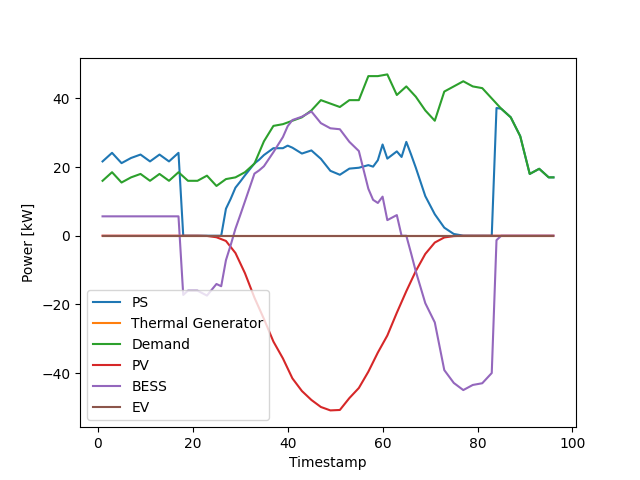 Power [kW]
40
20
0
−20
−40
PS
Thermal Generator
Demand
PV
BESS
EV
0
20
40
60
80
100
Timestamp